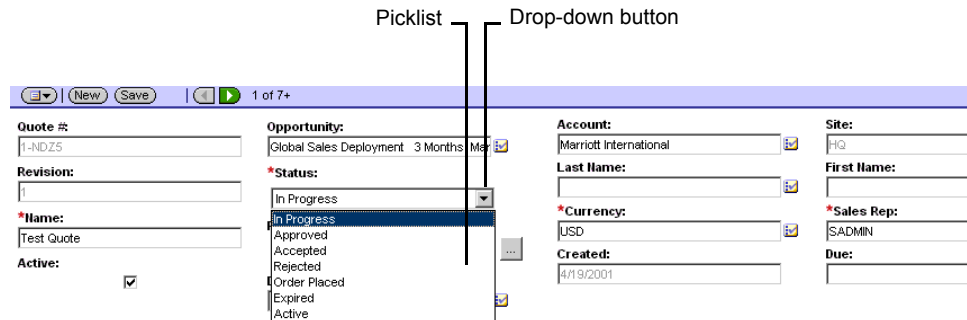 Picklist
Drop-down button
New Save 1 of 7+
Quote #:
1-NDZ5
Opportunity:
Global Sales Deployment 3 Months Mar
Account:
Marriott International
Site:
HQ
Revision:
1
*Status:
In Progress
Last Name:
First Name:
*Name:
Test Quote
In Progress
Approved
Accepted
Rejected
Order Placed
Expired
Active
*Currency:
USD
*Sales Rep:
SADMIN
...
Active:
Created:
4/19/2001
Due: